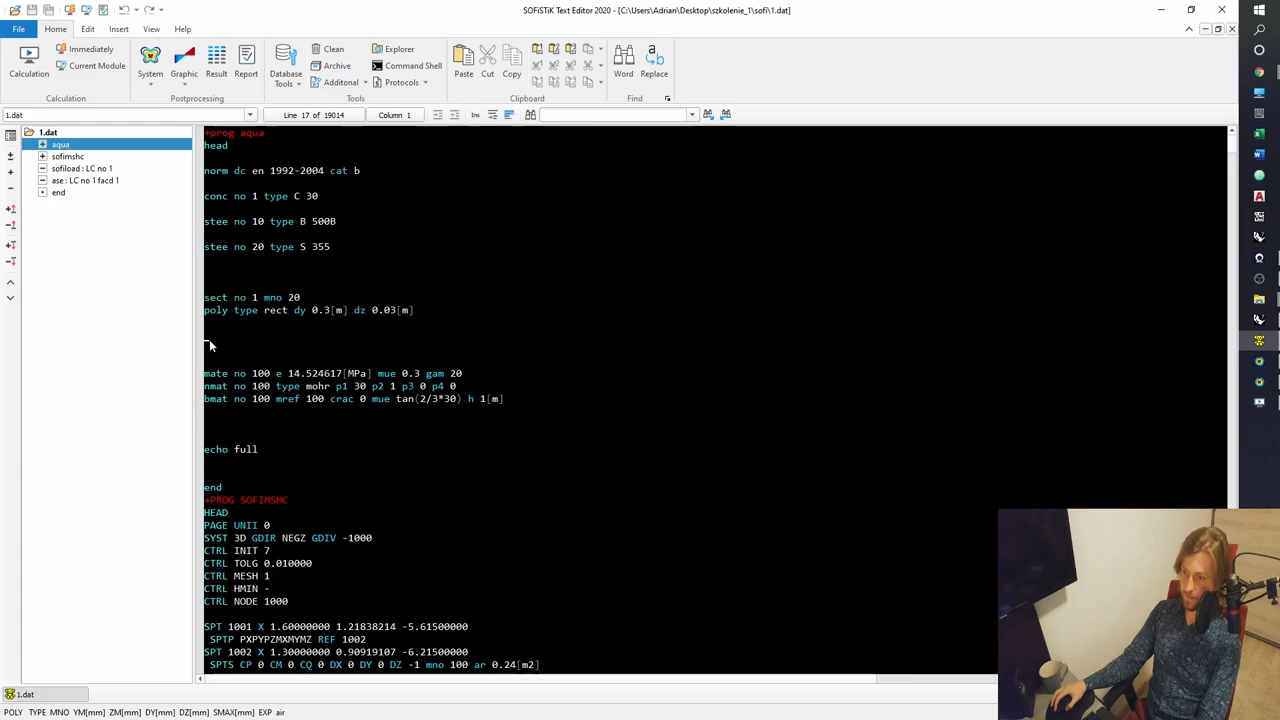 SOFiSTiK Text Editor 2020 - [C:\Users\Adrian\Desktop\szkolenie_1\sofi\1.dat]
File Home Edit Insert View Help
Calculation
Immediately
Current Module
System
Graphic
Result
Report
Database Tools
Clean
Archive
Additonal
Explorer
Command Shell
Protocols
Paste
Cut
Copy
Word
Replace
Calculation Postprocessing Tools Clipboard Find
1.dat Line 17 of 19014 Column 1 Ins
1.dat
aqua
sofimshc
sofiload : LC no 1
ase : LC no 1 facd 1
end
+prog aqua
head
norm dc en 1992-2004 cat b
conc no 1 type C 30
stee no 10 type B 500B
stee no 20 type S 355
sect no 1 mno 20
poly type rect dy 0.3[m] dz 0.03[m]
mate no 100 e 14.524617[MPa] mue 0.3 gam 20
nmat no 100 type mohr p1 30 p2 1 p3 0 p4 0
bmat no 100 mref 100 crac 0 mue tan(2/3*30) h 1[m]
echo full
end
+PROG SOFIMSHC
HEAD
PAGE UNII 0
SYST 3D GDIR NEGZ GDIV -1000
CTRL INIT 7
CTRL TOLG 0.010000
CTRL MESH 1
CTRL HMIN -
CTRL NODE 1000
SPT 1001 X 1.60000000 1.21838214 -5.61500000
SPTP PXPYPZMXMYMZ REF 1002
SPT 1002 X 1.30000000 0.90919107 -6.21500000
SPTS CP 0 CM 0 CQ 0 DX 0 DY 0 DZ -1 mno 100 ar 0.24[m2]
1.dat
POLY TYPE MNO YM[mm] ZM[mm] DY[mm] DZ[mm] SMAX[mm] EXP air